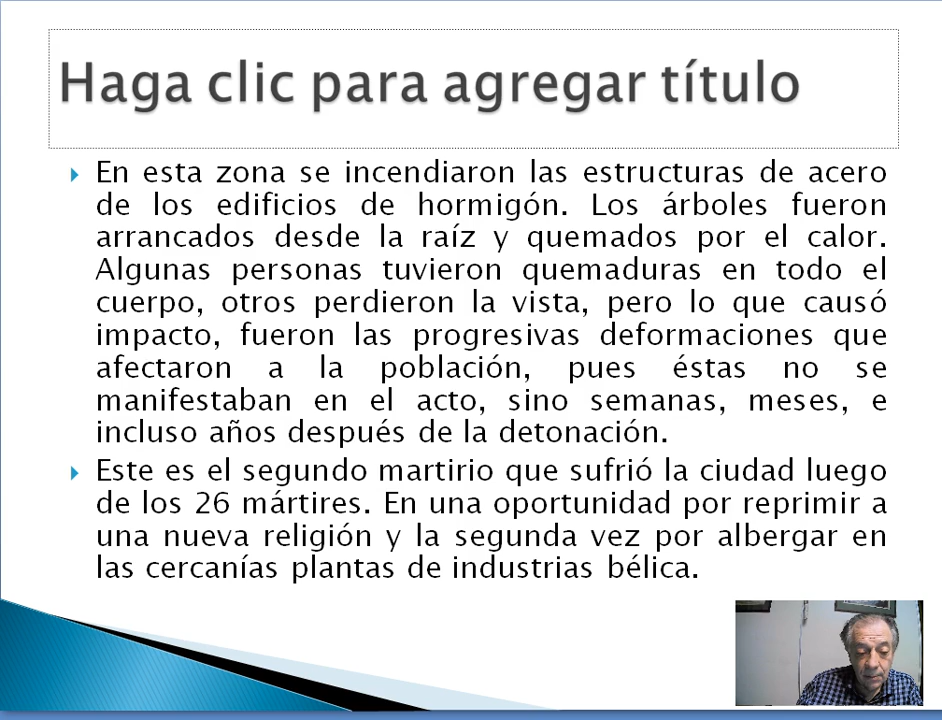 Haga clic para agregar título
En esta zona se incendiaron las estructuras de acero
de los edificios de hormigón. Los árboles fueron
arrancados desde la raíz y quemados por el calor.
Algunas personas tuvieron quemaduras en todo el
cuerpo, otros perdieron la vista, pero lo que causó
impacto, fueron las progresivas deformaciones que
afectaron a la población, pues éstas no se
manifestaban en el acto, sino semanas, meses, e
incluso años después de la detonación.
Este es el segundo martirio que sufrió la ciudad luego
de los 26 mártires. En una oportunidad por reprimir a
una nueva religión y la segunda vez por albergar en
las cercanías plantas de industrias bélica.